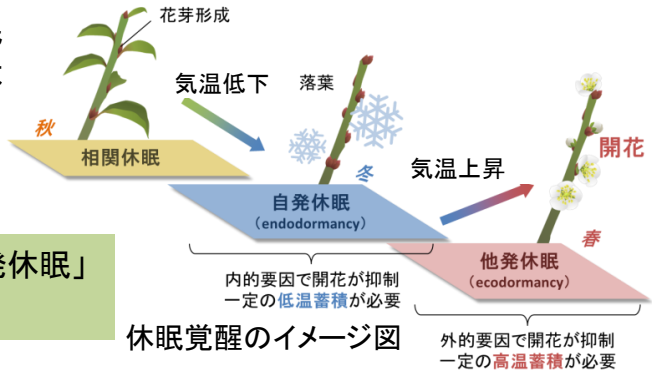 花芽形成
気温低下
落葉
秋
相関休眠
冬
気温上昇
開花
自発休眠
(endodormancy)
春
他発休眠
(ecodormancy)
発休眠」
内的要因で開花が抑制
一定の低温蓄積が必要
休眠覚醒のイメージ図
外的要因で開花が抑制
一定の高温蓄積が必要